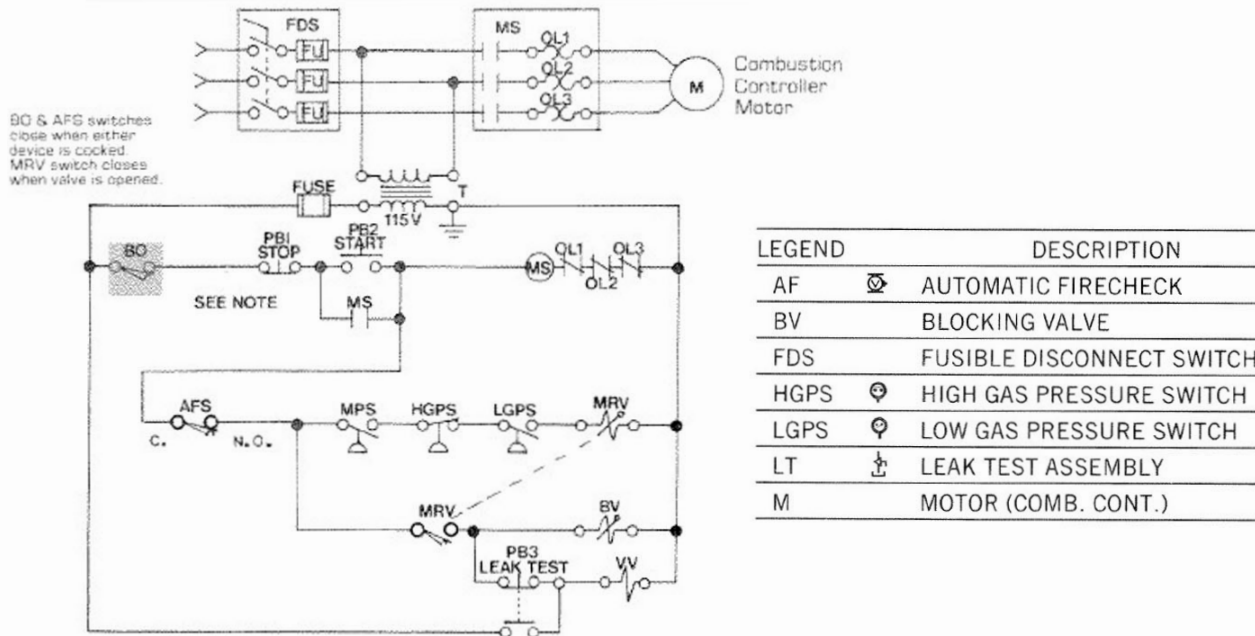 FDS
FU
FU
FU
MS
OL1
OL2
OL3
M
Combustion
Controller
Motor
BO & AFS switches
close when either
device is cocked.
MRV switch closes
when valve is opened.
FUSE
115V
T
BO
PB1
STOP
PB2
START
MS
OL1
OL2
OL3
SEE NOTE
MS
AFS
C.
N.O.
MPS
HGPS
LGPS
MRV
MRV
BV
PB3
LEAK TEST
VV
LEGEND DESCRIPTION
AF AUTOMATIC FIRECHECK
BV BLOCKING VALVE
FDS FUSIBLE DISCONNECT SWITCH
HGPS HIGH GAS PRESSURE SWITCH
LGPS LOW GAS PRESSURE SWITCH
LT LEAK TEST ASSEMBLY
M MOTOR (COMB. CONT.)